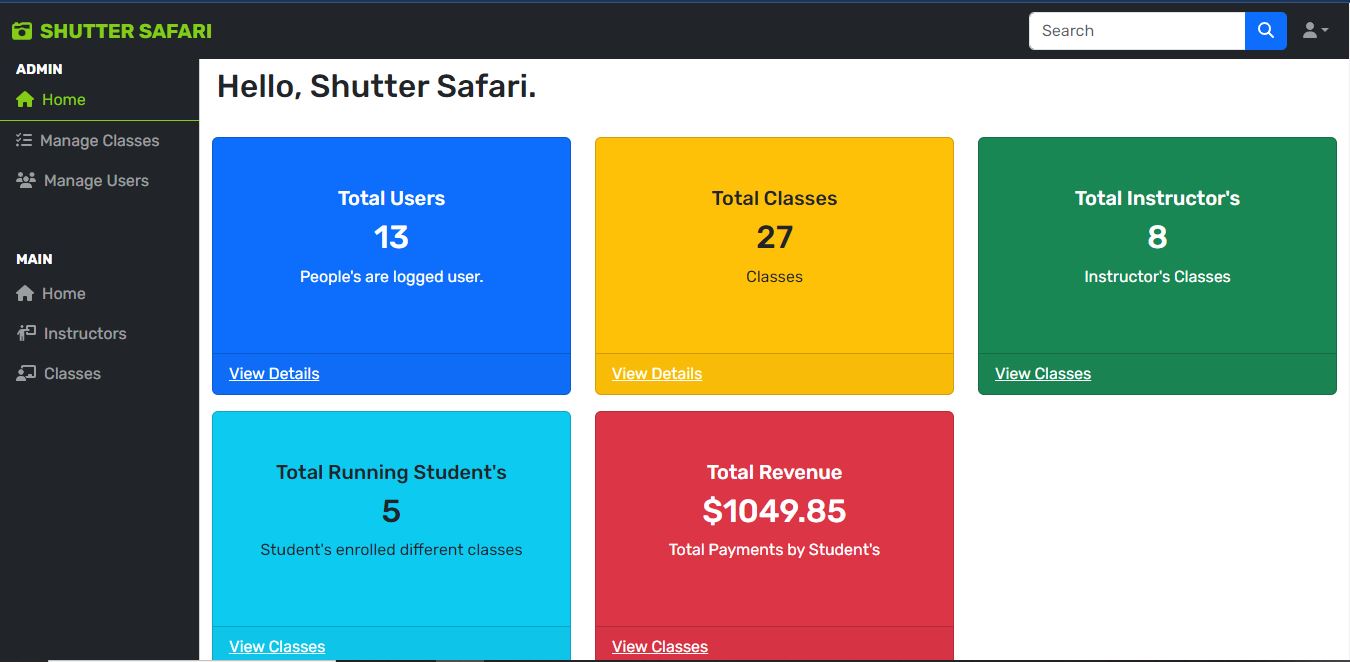 SHUTTER SAFARI
Search
ADMIN
Home
Manage Classes
Manage Users
MAIN
Home
Instructors
Classes
Hello, Shutter Safari.
Total Users
13
People's are logged user.
View Details
Total Classes
27
Classes
View Details
Total Instructor's
8
Instructor's Classes
View Classes
Total Running Student's
5
Student's enrolled different classes
View Classes
Total Revenue
$1049.85
Total Payments by Student's
View Classes